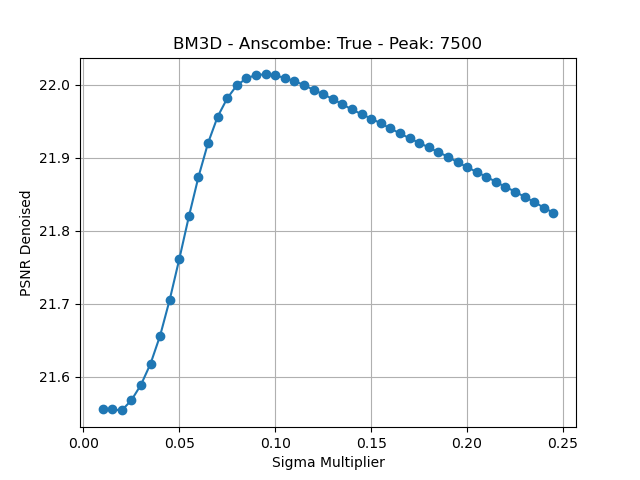 BM3D - Anscombe: True - Peak: 7500
PSNR Denoised
22.0
21.9
21.8
21.7
21.6
0.00 0.05 0.10 0.15 0.20 0.25
Sigma Multiplier